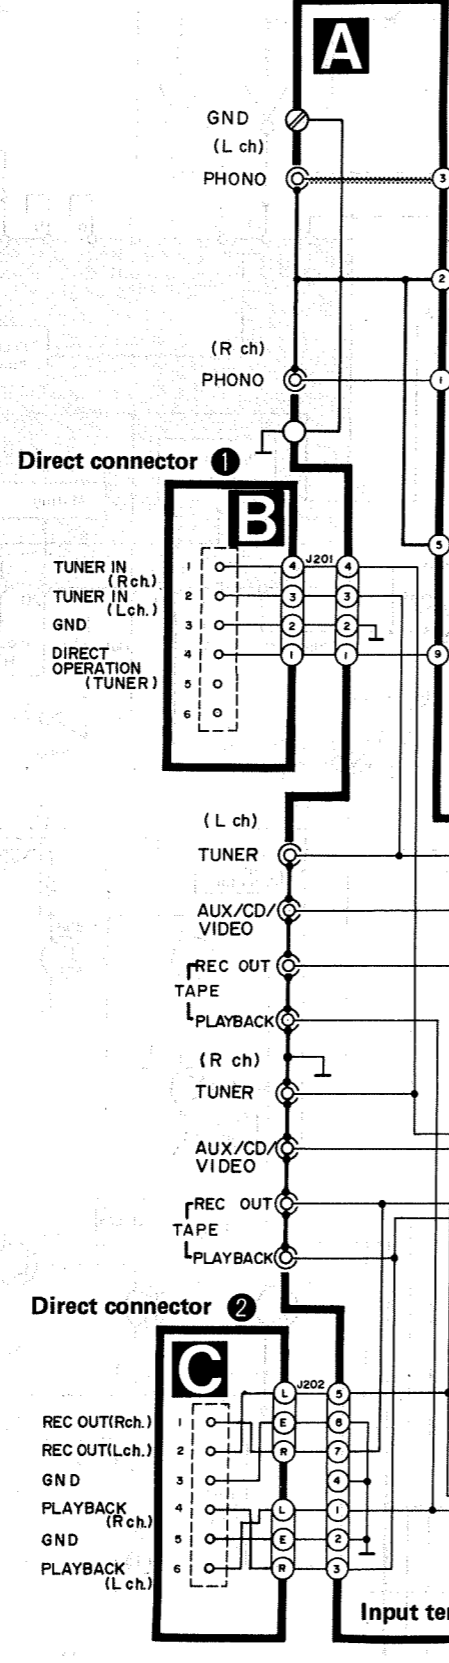 A
GND
(L ch)
PHONO
3
2
(R ch)
PHONO
1
Direct connector 1
B
5
J201
TUNER IN
(Rch.)
1
4
4
TUNER IN
(Lch.)
2
3
3
GND
3
2
2
DIRECT
OPERATION
(TUNER)
4
1
1
9
5
6
(L ch)
TUNER
AUX/CD/
VIDEO
REC OUT
TAPE
PLAYBACK
(R ch)
TUNER
AUX/CD/
VIDEO
REC OUT
TAPE
PLAYBACK
Direct connector 2
C
L
J202
5
REC OUT(Rch.)
1
E
6
REC OUT(Lch.)
2
R
7
GND
3
4
PLAYBACK
(Rch.)
4
L
1
GND
5
E
2
PLAYBACK
(Lch.)
6
R
3
Input te